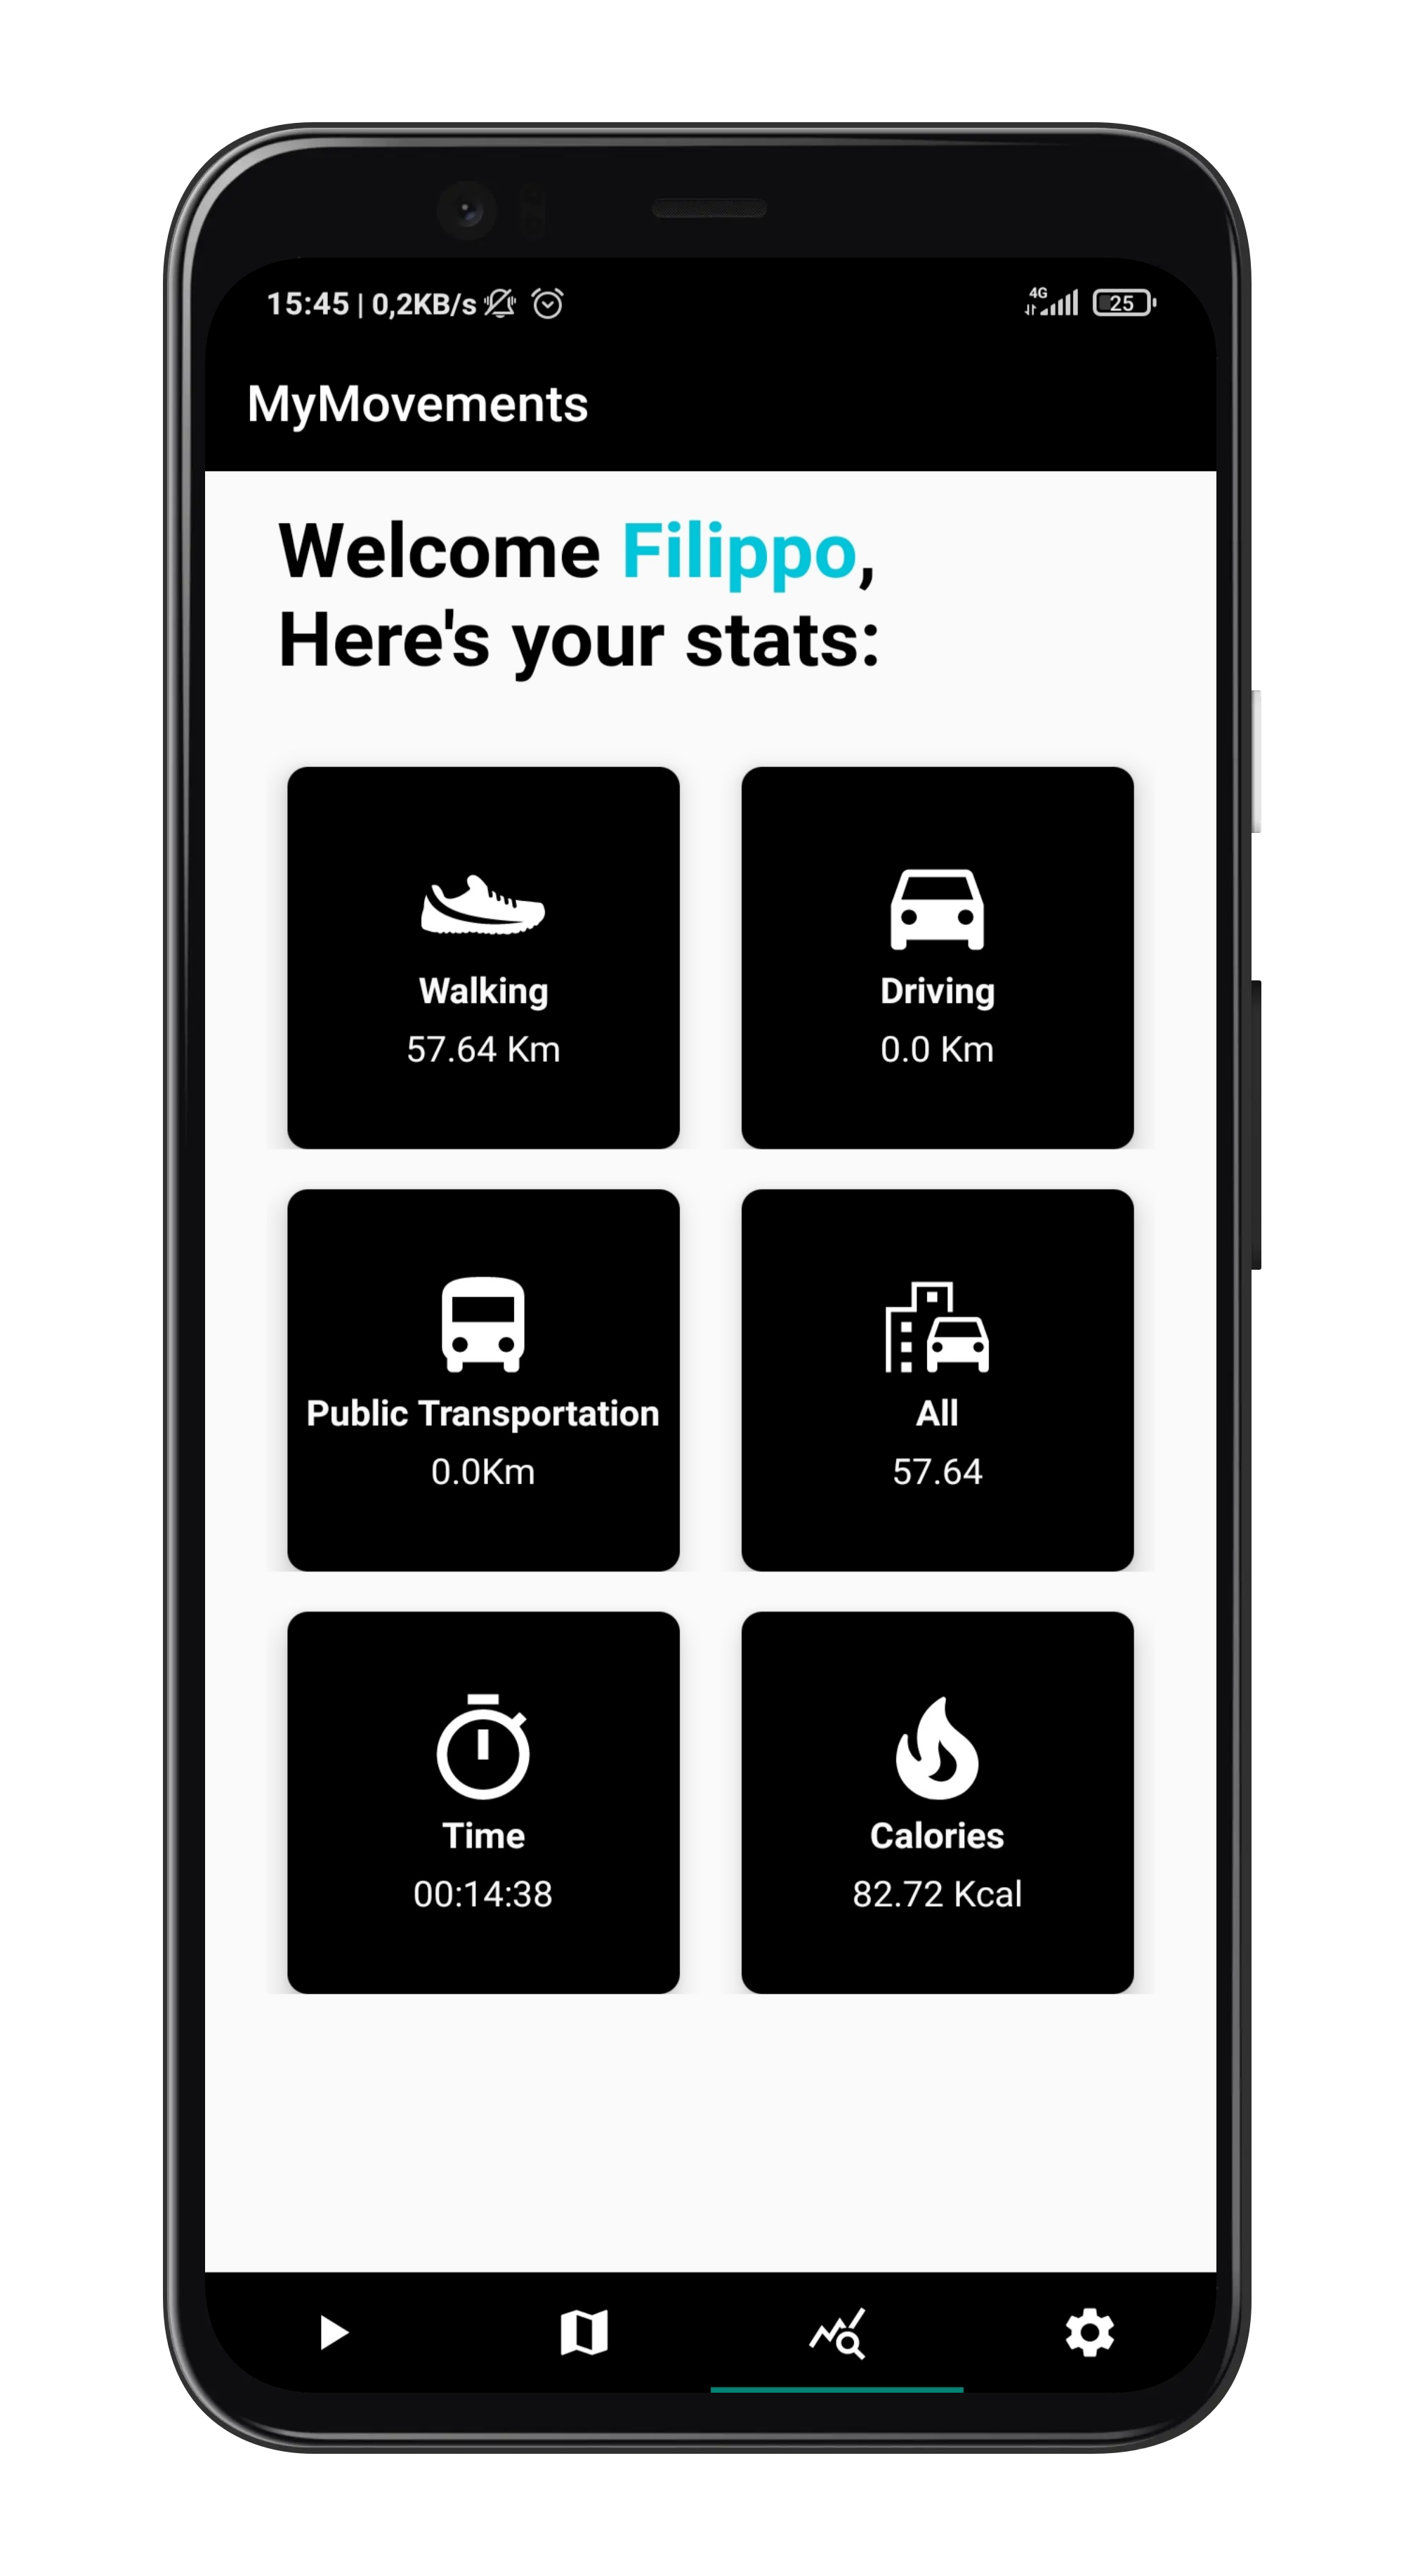 15:45 | 0,2KB/s
4G
25
MyMovements
Welcome Filippo,
Here's your stats:
Walking
57.64 Km
Driving
0.0 Km
Public Transportation
0.0Km
All
57.64
Time
00:14:38
Calories
82.72 Kcal